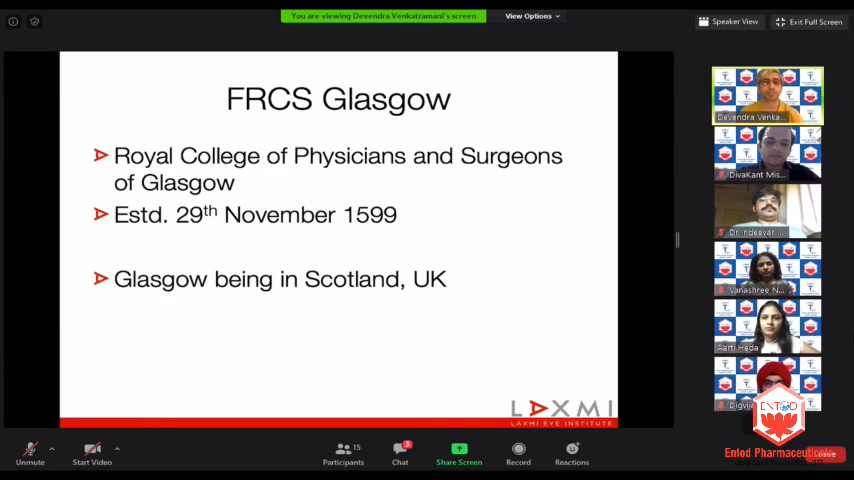 You are viewing Devendra Venkatramani's screen
View Options
Speaker View
Exit Full Screen
FRCS Glasgow
Royal College of Physicians and Surgeons
of Glasgow
Estd. 29th November 1599
Glasgow being in Scotland, UK
LAXMI
LAXMI EYE INSTITUTE
Devendra Venka...
DivaKant Mis...
Dr Indeevar ...
Vanashree N...
Aarti Heda
Digvija
ENTOD
Entod Pharmaceuticals
Unmute
Start Video
15
Participants
3
Chat
Share Screen
Record
Reactions